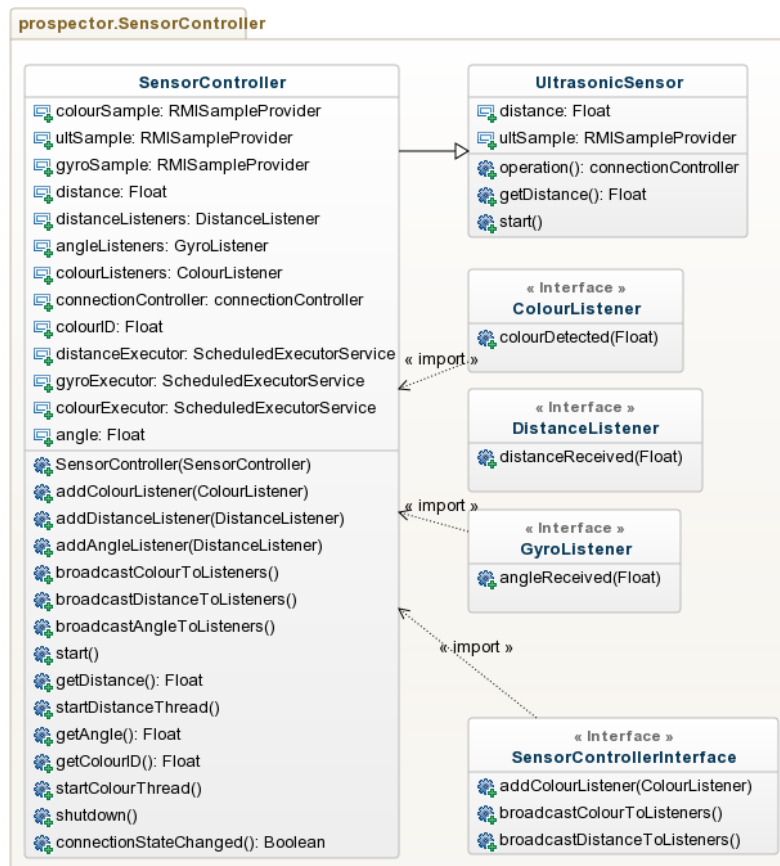 prospector.SensorController
SensorController
colourSample: RMISampleProvider
ultSample: RMISampleProvider
gyroSample: RMISampleProvider
distance: Float
distanceListeners: DistanceListener
angleListeners: GyroListener
colourListeners: ColourListener
connectionController: connectionController
colourID: Float
distanceExecutor: ScheduledExecutorService
gyroExecutor: ScheduledExecutorService
colourExecutor: ScheduledExecutorService
angle: Float
SensorController(SensorController)
addColourListener(ColourListener)
addDistanceListener(DistanceListener)
addAngleListener(DistanceListener)
broadcastColourToListeners()
broadcastDistanceToListeners()
broadcastAngleToListeners()
start()
getDistance(): Float
startDistanceThread()
getAngle(): Float
getColourID(): Float
startColourThread()
shutdown()
connectionStateChanged(): Boolean
UltrasonicSensor
distance: Float
ultSample: RMISampleProvider
operation(): connectionController
getDistance(): Float
start()
« Interface »
ColourListener
colourDetected(Float)
« import »
« Interface »
DistanceListener
distanceReceived(Float)
« import »
« Interface »
GyroListener
angleReceived(Float)
« import »
« Interface »
SensorControllerInterface
addColourListener(ColourListener)
broadcastColourToListeners()
broadcastDistanceToListeners()